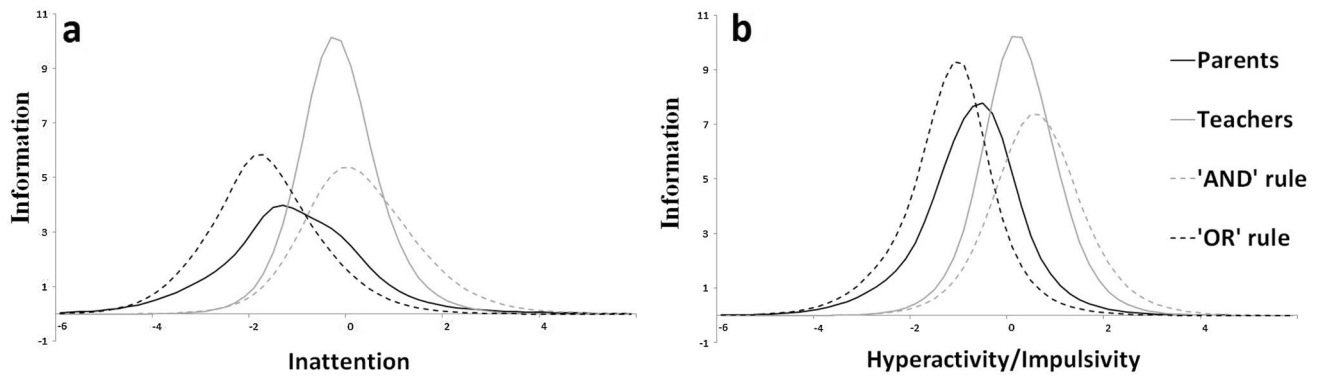 a
11
9
7
5
3
1
-1
Information
-6 -4 -2 0 2 4
Inattention
b
11
9
7
5
3
1
-1
Information
-6 -4 -2 0 2 4
Hyperactivity/Impulsivity
Parents
Teachers
'AND' rule
'OR' rule